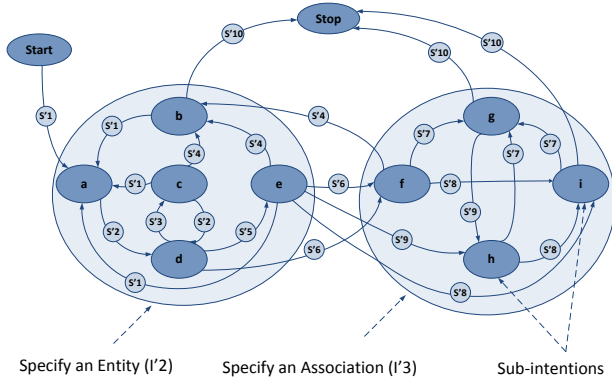 Stop
S'10
S'10
S'10
Start
S'1
b
g
S'1
S'4
S'4
S'4
S'7
S'7
S'7
a
S'1
c
e
S'6
f
S'8
i
S'2
S'3
S'2
S'5
S'9
S'9
S'6
d
h
S'8
S'1
S'8
Specify an Entity (I'2)
Specify an Association (I'3)
Sub-intentions